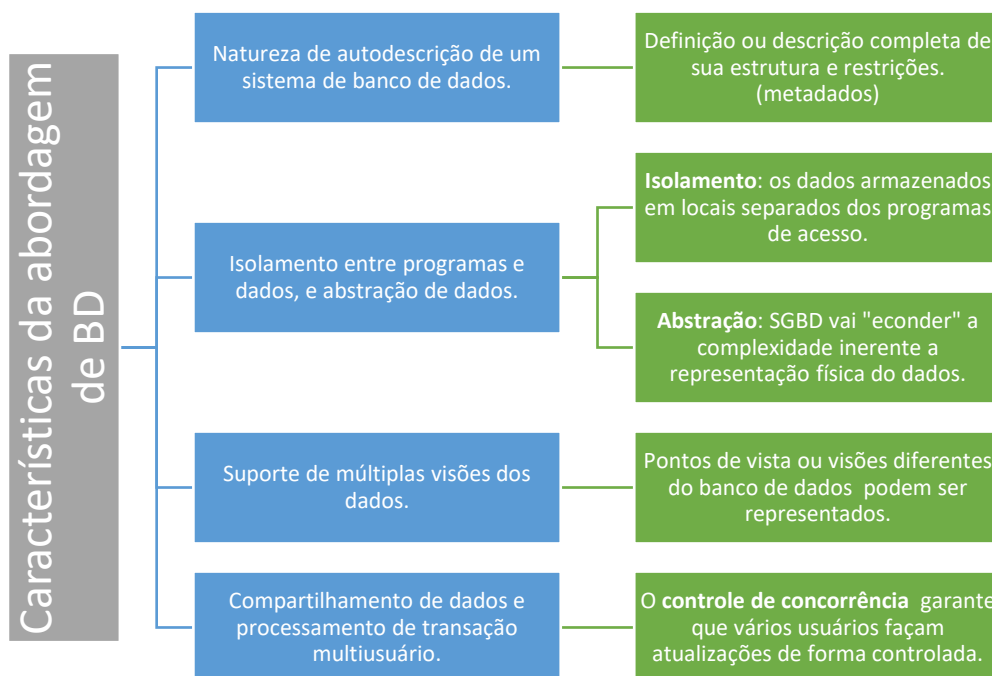 Características da abordagem
de BD
Natureza de autodescrição de um
sistema de banco de dados.
Definição ou descrição completa de
sua estrutura e restrições.
(metadados)
Isolamento entre programas e
dados, e abstração de dados.
Isolamento: os dados armazenados
em locais separados dos programas
de acesso.
Abstração: SGBD vai "econder" a
complexidade inerente a
representação física do dados.
Suporte de múltiplas visões dos
dados.
Pontos de vista ou visões diferentes
do banco de dados podem ser
representados.
Compartilhamento de dados e
processamento de transação
multiusuário.
O controle de concorrência garante
que vários usuários façam
atualizações de forma controlada.